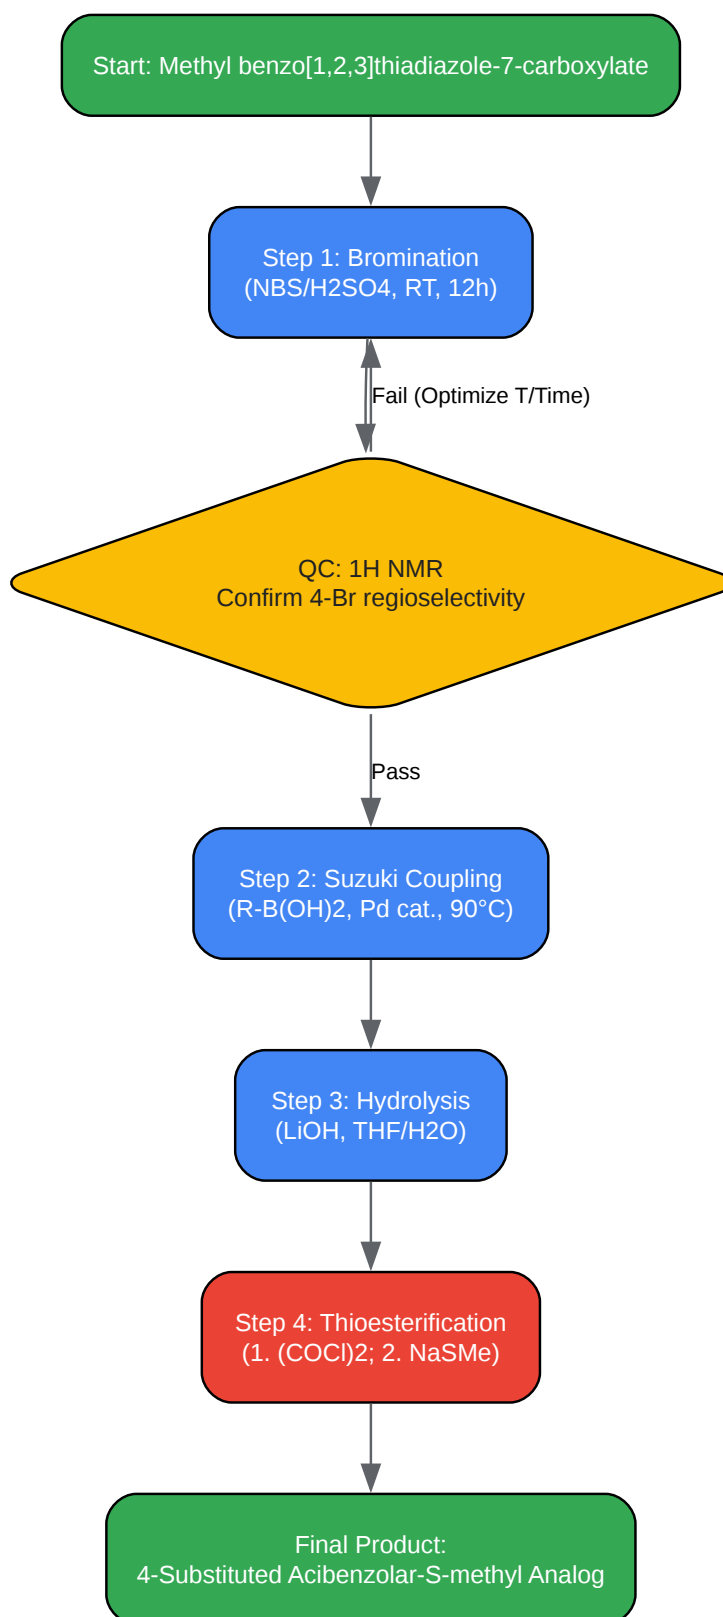 Start: Methyl benzo[1,2,3]thiadiazole-7-carboxylate
Step 1: Bromination
(NBS/H2SO4, RT, 12h)
Fail (Optimize T/Time)
QC: 1H NMR
Confirm 4-Br regioselectivity
Pass
Step 2: Suzuki Coupling
(R-B(OH)2, Pd cat., 90°C)
Step 3: Hydrolysis
(LiOH, THF/H2O)
Step 4: Thioesterification
(1. (COCl)2; 2. NaSMe)
Final Product:
4-Substituted Acibenzolar-S-methyl Analog